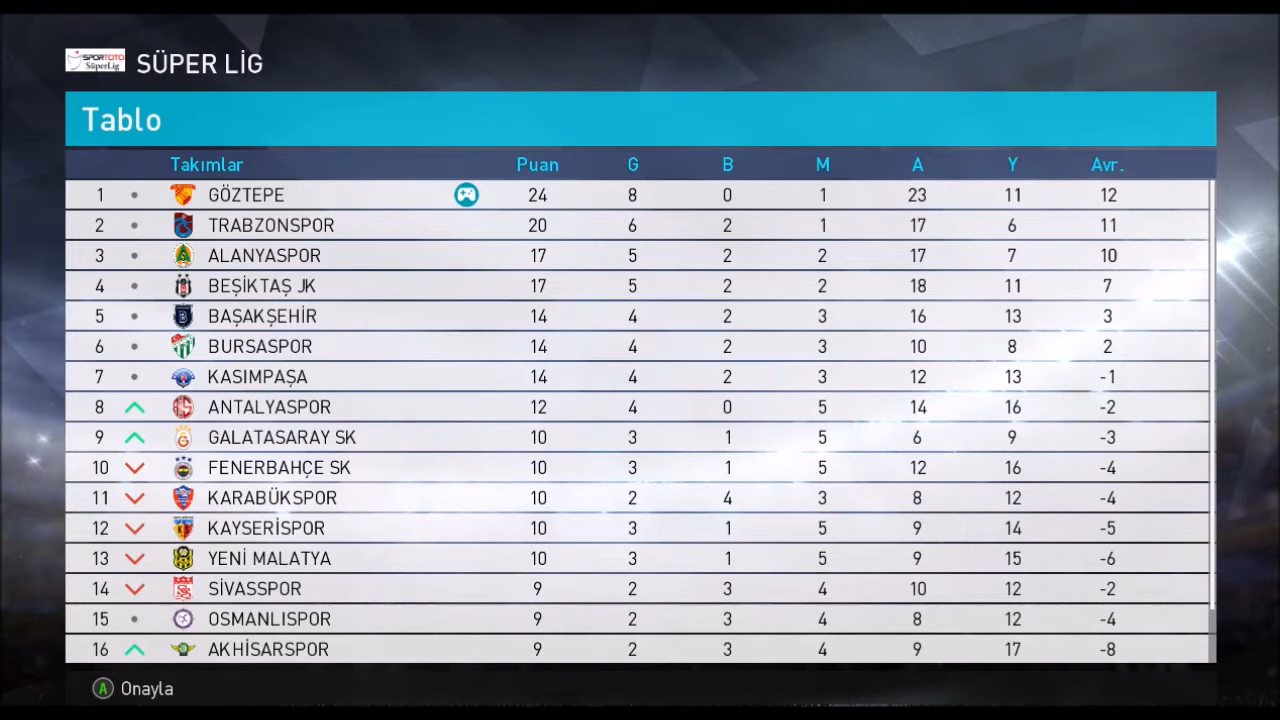 SPORTOTO
SüperLig
SÜPER LİG
Tablo
Takımlar Puan G B M A Y Avr.
1 GÖZTEPE 24 8 0 1 23 11 12
2 TRABZONSPOR 20 6 2 1 17 6 11
3 ALANYASPOR 17 5 2 2 17 7 10
4 BEŞİKTAŞ JK 17 5 2 2 18 11 7
5 BAŞAKŞEHİR 14 4 2 3 16 13 3
6 BURSASPOR 14 4 2 3 10 8 2
7 KASIMPAŞA 14 4 2 3 12 13 -1
8 ANTALYASPOR 12 4 0 5 14 16 -2
9 GALATASARAY SK 10 3 1 5 6 9 -3
10 FENERBAHÇE SK 10 3 1 5 12 16 -4
11 KARABÜKSPOR 10 2 4 3 8 12 -4
12 KAYSERİSPOR 10 3 1 5 9 14 -5
13 YENİ MALATYA 10 3 1 5 9 15 -6
14 SİVASSPOR 9 2 3 4 10 12 -2
15 OSMANLISPOR 9 2 3 4 8 12 -4
16 AKHİSARSPOR 9 2 3 4 9 17 -8
A Onayla